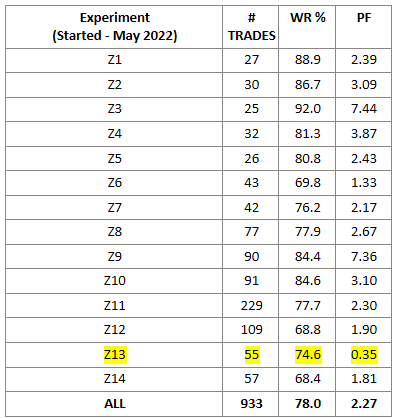 Experiment (Started - May 2022) # TRADES WR % PF
Z1 27 88.9 2.39
Z2 30 86.7 3.09
Z3 25 92.0 7.44
Z4 32 81.3 3.87
Z5 26 80.8 2.43
Z6 43 69.8 1.33
Z7 42 76.2 2.17
Z8 77 77.9 2.67
Z9 90 84.4 7.36
Z10 91 84.6 3.10
Z11 229 77.7 2.30
Z12 109 68.8 1.90
Z13 55 74.6 0.35
Z14 57 68.4 1.81
ALL 933 78.0 2.27